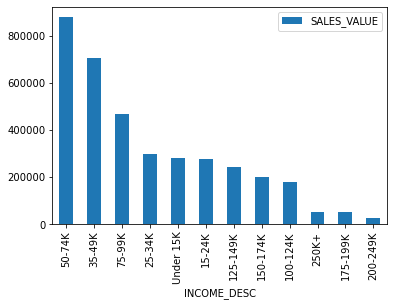 SALES_VALUE
800000
600000
400000
200000
0
50-74K
35-49K
75-99K
25-34K
Under 15K
15-24K
125-149K
150-174K
100-124K
250K+
175-199K
200-249K
INCOME_DESC